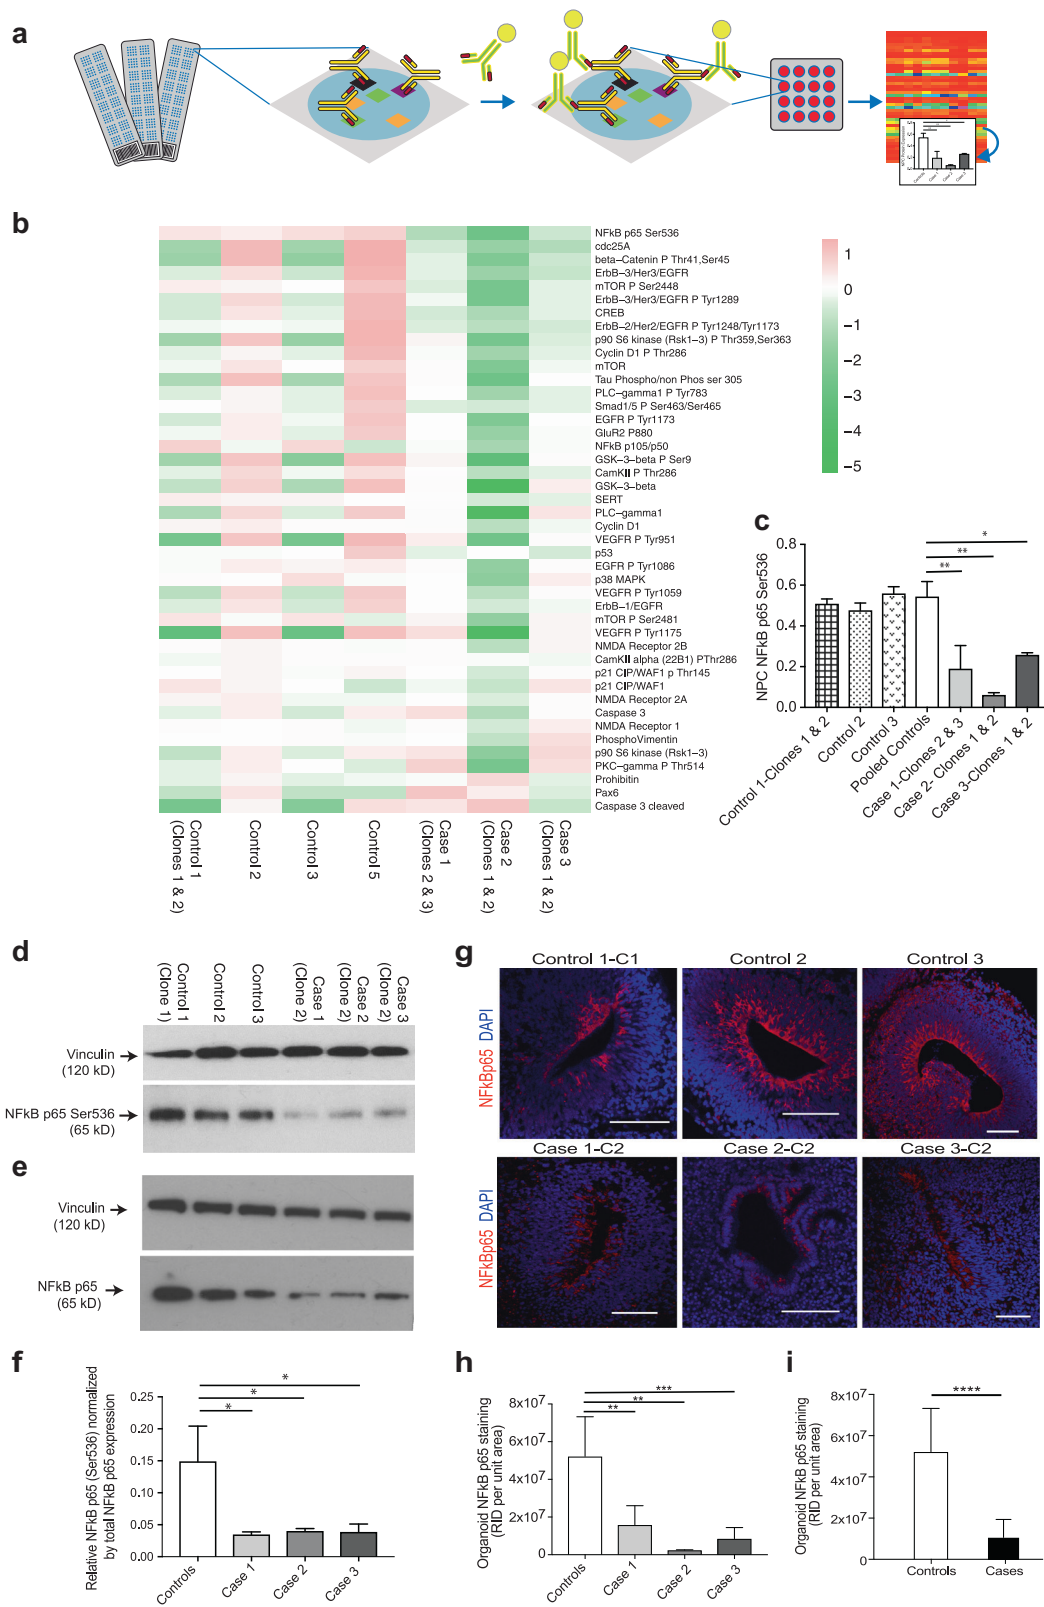 a
b
NFkB p65 Ser536
cdc25A
beta-Catenin P Thr41,Ser45
ErbB-3/Her3/EGFR
mTOR P Ser2448
ErbB-3/Her3/EGFR P Tyr1289
CREB
ErbB-2/Her2/EGFR P Tyr1248/Tyr1173
p90 S6 kinase (Rsk1-3) P Thr359,Ser363
Cyclin D1 P Thr286
mTOR
Tau Phospho/non Phos ser 305
PLC-gamma1 P Tyr783
Smad1/5 P Ser463/Ser465
EGFR P Tyr1173
GluR2 P880
NFkB p105/p50
GSK-3-beta P Ser9
CamKII P Thr286
GSK-3-beta
SERT
PLC-gamma1
Cyclin D1
VEGFR P Tyr951
p53
EGFR P Tyr1086
p38 MAPK
VEGFR P Tyr1059
ErbB-1/EGFR
mTOR P Ser2481
VEGFR P Tyr1175
NMDA Receptor 2B
CamKII alpha (22B1) PThr286
p21 CIP/WAF1 p Thr145
p21 CIP/WAF1
NMDA Receptor 2A
Caspase 3
NMDA Receptor 1
PhosphoVimentin
p90 S6 kinase (Rsk1-3)
PKC-gamma P Thr514
Prohibitin
Pax6
Caspase 3 cleaved
Control 1
(Clones 1 & 2)
Control 2
Control 3
Control 5
Case 1
(Clones 2 & 3)
Case 2
(Clones 1 & 2)
Case 3
(Clones 1 & 2)
1
0
-1
-2
-3
-4
-5
c
NPC NFkB p65 Ser536
0.8
0.6
0.4
0.2
0.0
*
**
**
Control 1-Clones 1 & 2
Control 2
Control 3
Pooled Controls
Case 1-Clones 2 & 3
Case 2- Clones 1 & 2
Case 3-Clones 1 & 2
d
Control 1
(Clone 1)
Control 2
Control 3
Case 1
(Clone 2)
Case 2
(Clone 2)
Case 3
(Clone 2)
Vinculin
(120 kD)
NFkB p65 Ser536
(65 kD)
e
Vinculin
(120 kD)
NFkB p65
(65 kD)
g
Control 1-C1
Control 2
Control 3
NFkBp65 DAPI
Case 1-C2
Case 2-C2
Case 3-C2
NFkBp65 DAPI
f
Relative NFkB p65 (Ser536) normalized
by total NFkB p65 expression
0.25
0.20
0.15
0.10
0.05
0.00
*
*
*
Controls
Case 1
Case 2
Case 3
h
Organoid NFkB p65 staining
(RID per unit area)
8x10⁷
6x10⁷
4x10⁷
2x10⁷
0
***
**
**
Controls
Case 1
Case 2
Case 3
i
Organoid NFkB p65 staining
(RID per unit area)
8x10⁷
6x10⁷
4x10⁷
2x10⁷
0
****
Controls
Cases